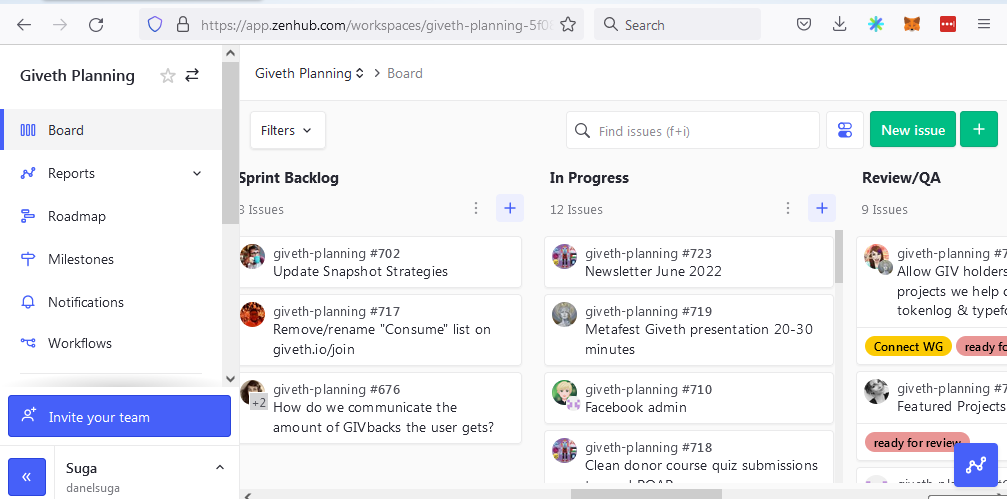 https://app.zenhub.com/workspaces/giveth-planning-5f08
Search
Giveth Planning
Board
Reports
Roadmap
Milestones
Notifications
Workflows
Invite your team
«
Suga
danelsuga
Giveth Planning > Board
Filters
Find issues (f+i)
New issue
+
Sprint Backlog
3 Issues
+
giveth-planning #702
Update Snapshot Strategies
giveth-planning #717
Remove/rename "Consume" list on
giveth.io/join
+2
giveth-planning #676
How do we communicate the
amount of GIVbacks the user gets?
In Progress
12 Issues
+
giveth-planning #723
Newsletter June 2022
giveth-planning #719
Metafest Giveth presentation 20-30
minutes
giveth-planning #710
Facebook admin
giveth-planning #718
Clean donor course quiz submissions
Review/QA
9 Issues
giveth-planning #7
Allow GIV holders
projects we help
tokenlog & typefo
Connect WG
ready fo
giveth-planning #7
Featured Projects
ready for review